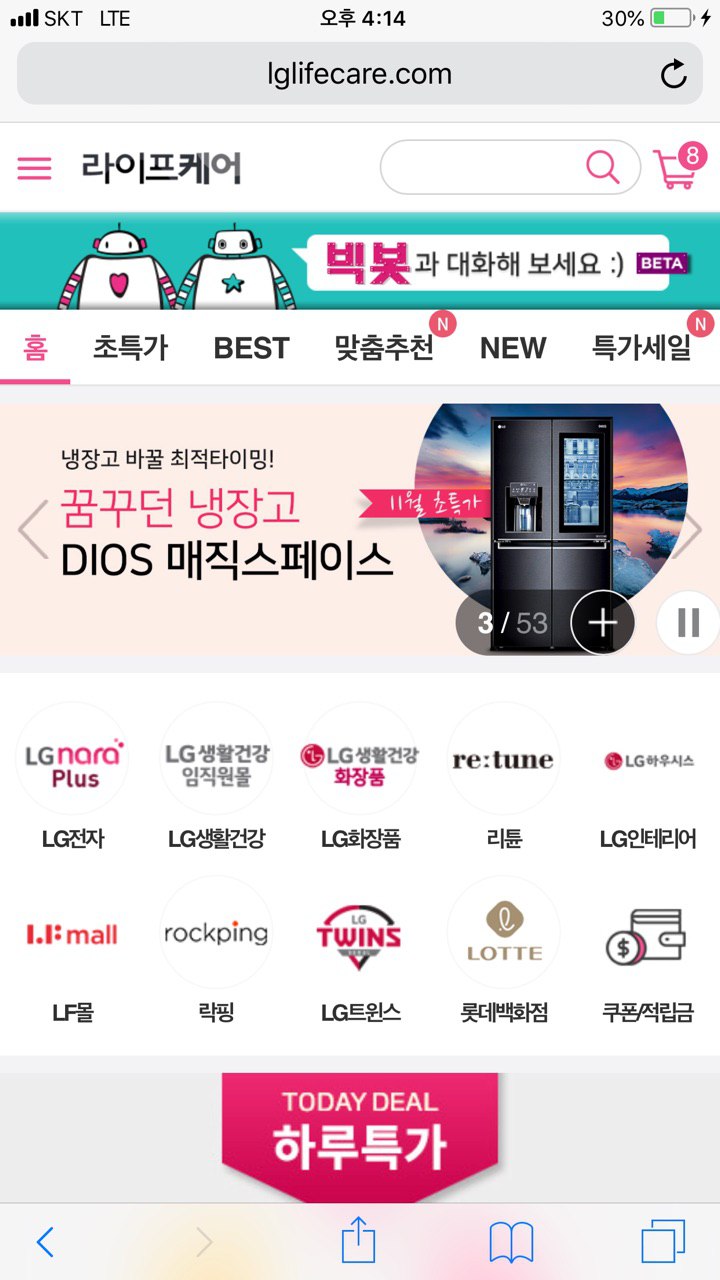 SKT LTE 오후 4:14 30%
lglifecare.com
라이프케어 8
빅봇과 대화해 보세요 :) BETA
홈 초특가 BEST 맞춤추천 N NEW 특가세일 N
냉장고 바꿀 최적타이밍!
꿈꾸던 냉장고
11월 초특가
DIOS 매직스페이스
3 / 53
LG nara Plus
LG생활건강 임직원몰
LG생활건강 화장품
re:tune
LG하우시스
LG전자 LG생활건강 LG화장품 리튠 LG인테리어
LF mall
rockping
LG TWINS
LOTTE
$
LF몰 락핑 LG트윈스 롯데백화점 쿠폰/적립금
TODAY DEAL
하루특가